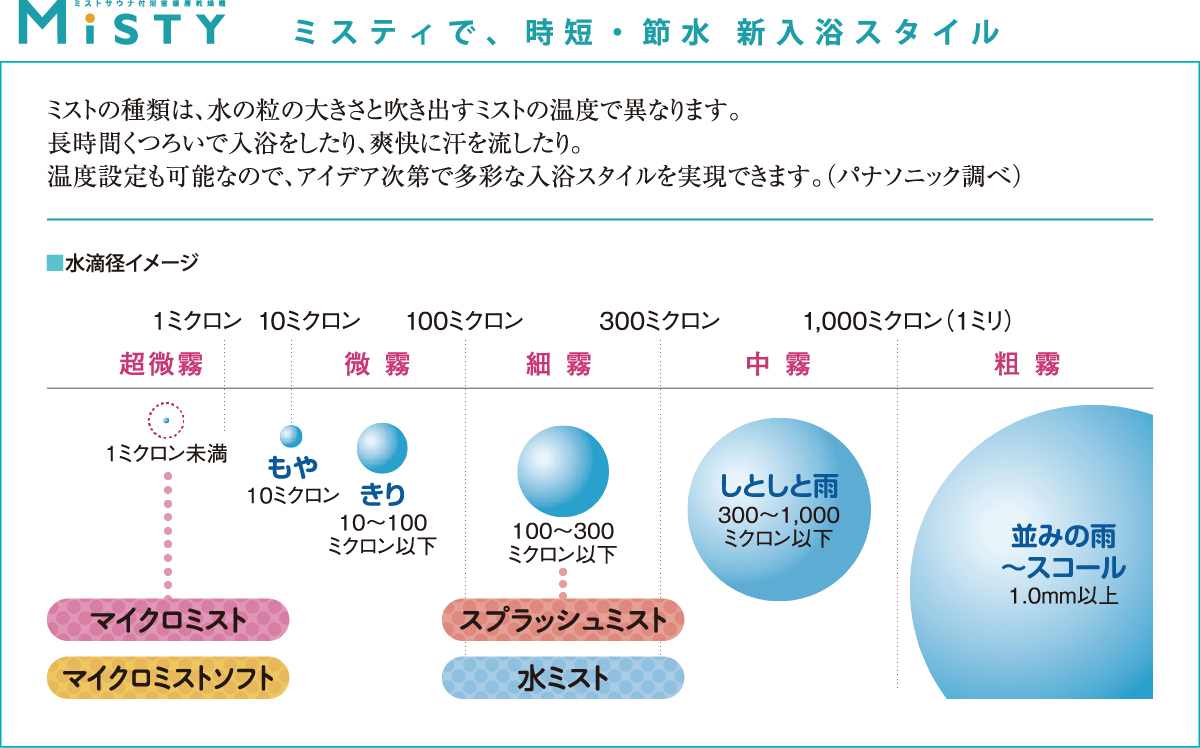 ミストサウナ付浴室暖房乾燥機
MiSTY
ミスティで、時短・節水 新入浴スタイル
ミストの種類は、水の粒の大きさと吹き出すミストの温度で異なります。
長時間くつろいで入浴をしたり、爽快に汗を流したり。
温度設定も可能なので、アイデア次第で多彩な入浴スタイルを実現できます。（パナソニック調べ）
■水滴径イメージ
1ミクロン 10ミクロン 100ミクロン 300ミクロン 1,000ミクロン（1ミリ）
超微霧 微霧 細霧 中霧 粗霧
1ミクロン未満
もや
10ミクロン
きり
10〜100
ミクロン以下
100〜300
ミクロン以下
しとしと雨
300〜1,000
ミクロン以下
並みの雨
〜スコール
1.0mm以上
マイクロミスト スプラッシュミスト
マイクロミストソフト 水ミスト